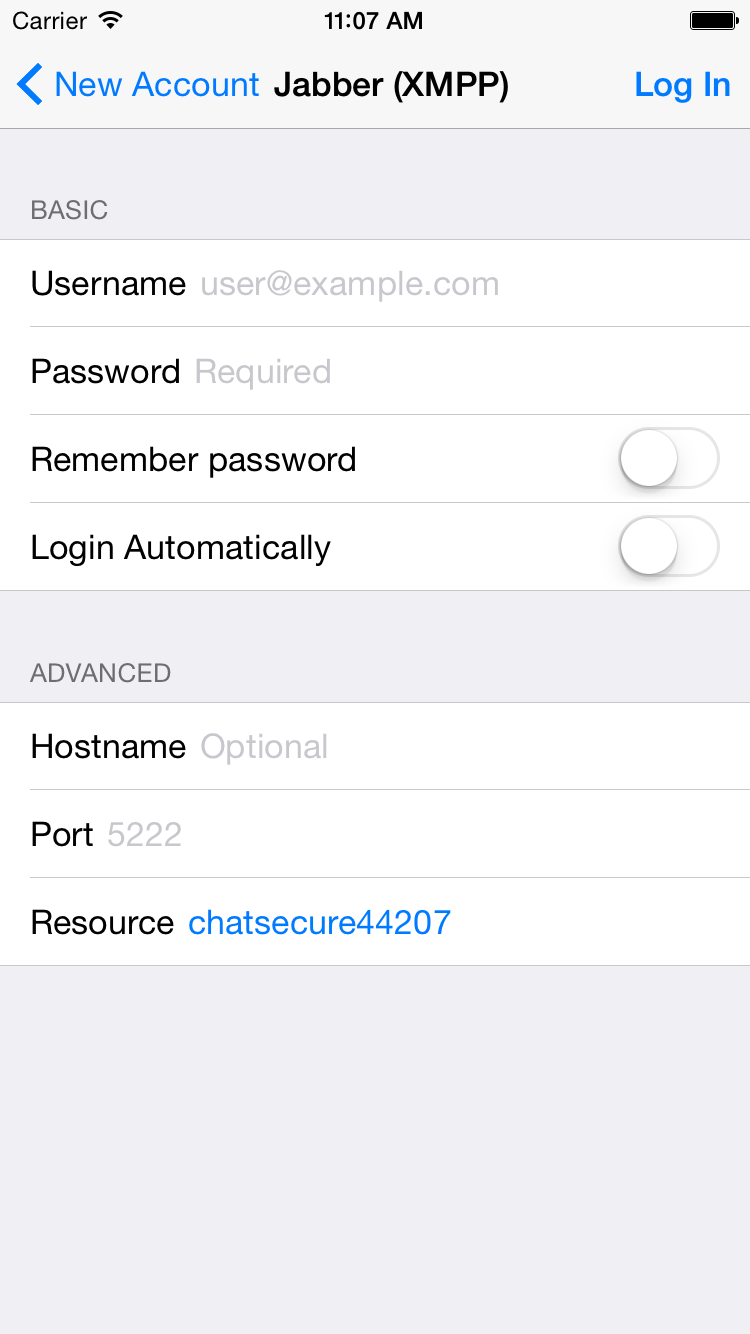 Carrier 11:07 AM
New Account Jabber (XMPP) Log In
BASIC
Username user@example.com
Password Required
Remember password
Login Automatically
ADVANCED
Hostname Optional
Port 5222
Resource chatsecure44207